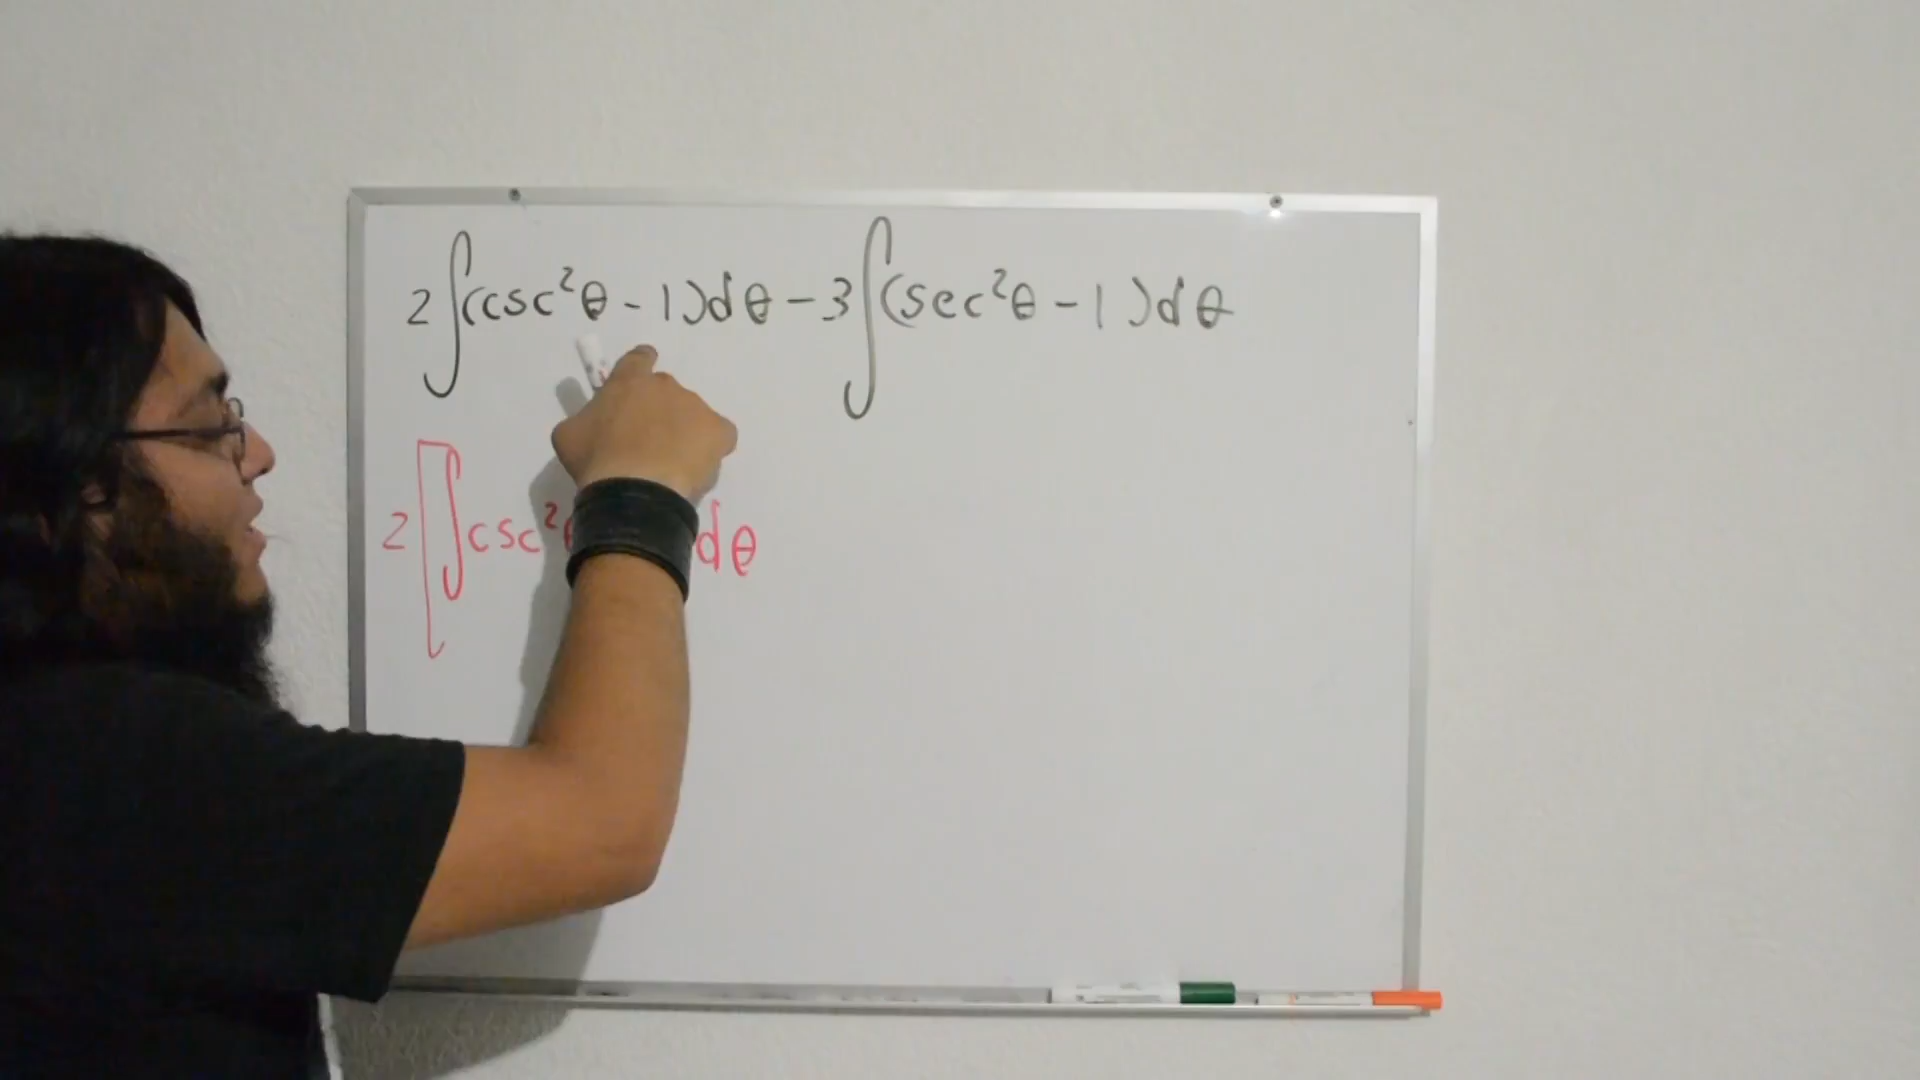 2∫(csc²θ - 1)dθ - 3∫(sec²θ - 1)dθ
2[∫csc² dθ